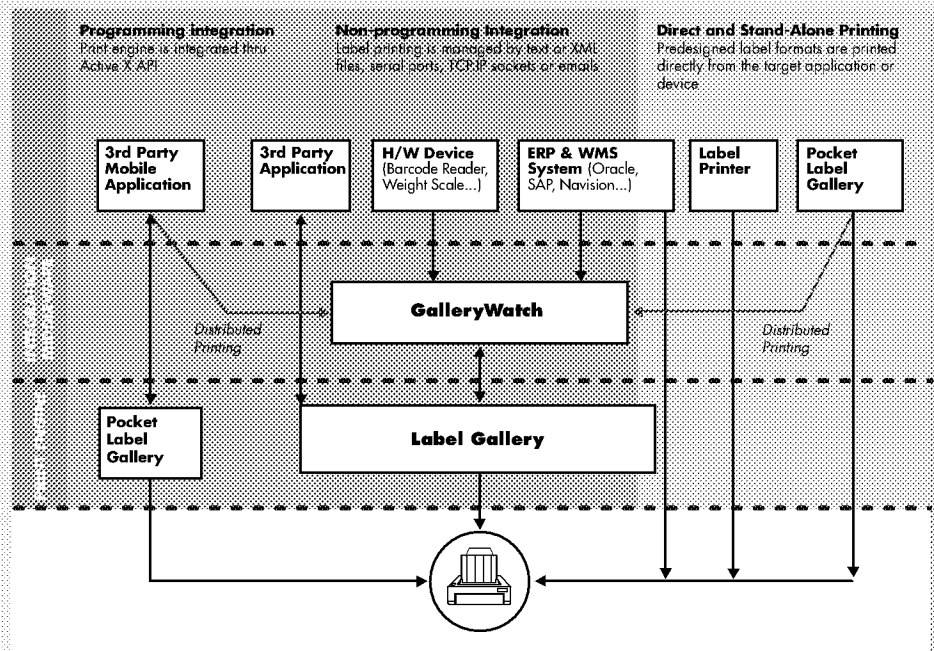 Programming integration
Print engine is integrated thru
Active X API
Non-programming Integration
Label printing is managed by text or XML
files, serial ports, TCP-IP sockets or emails
Direct and Stand-Alone Printing
Predesigned label formats are printed
directly from the target application or
device
3rd Party
Mobile
Application
3rd Party
Application
H/W Device
(Barcode Reader,
Weight Scale...)
ERP & WMS
System (Oracle,
SAP, Navision...)
Label
Printer
Pocket
Label
Gallery
GalleryWatch
Distributed
Printing
Distributed
Printing
Pocket
Label
Gallery
Label Gallery